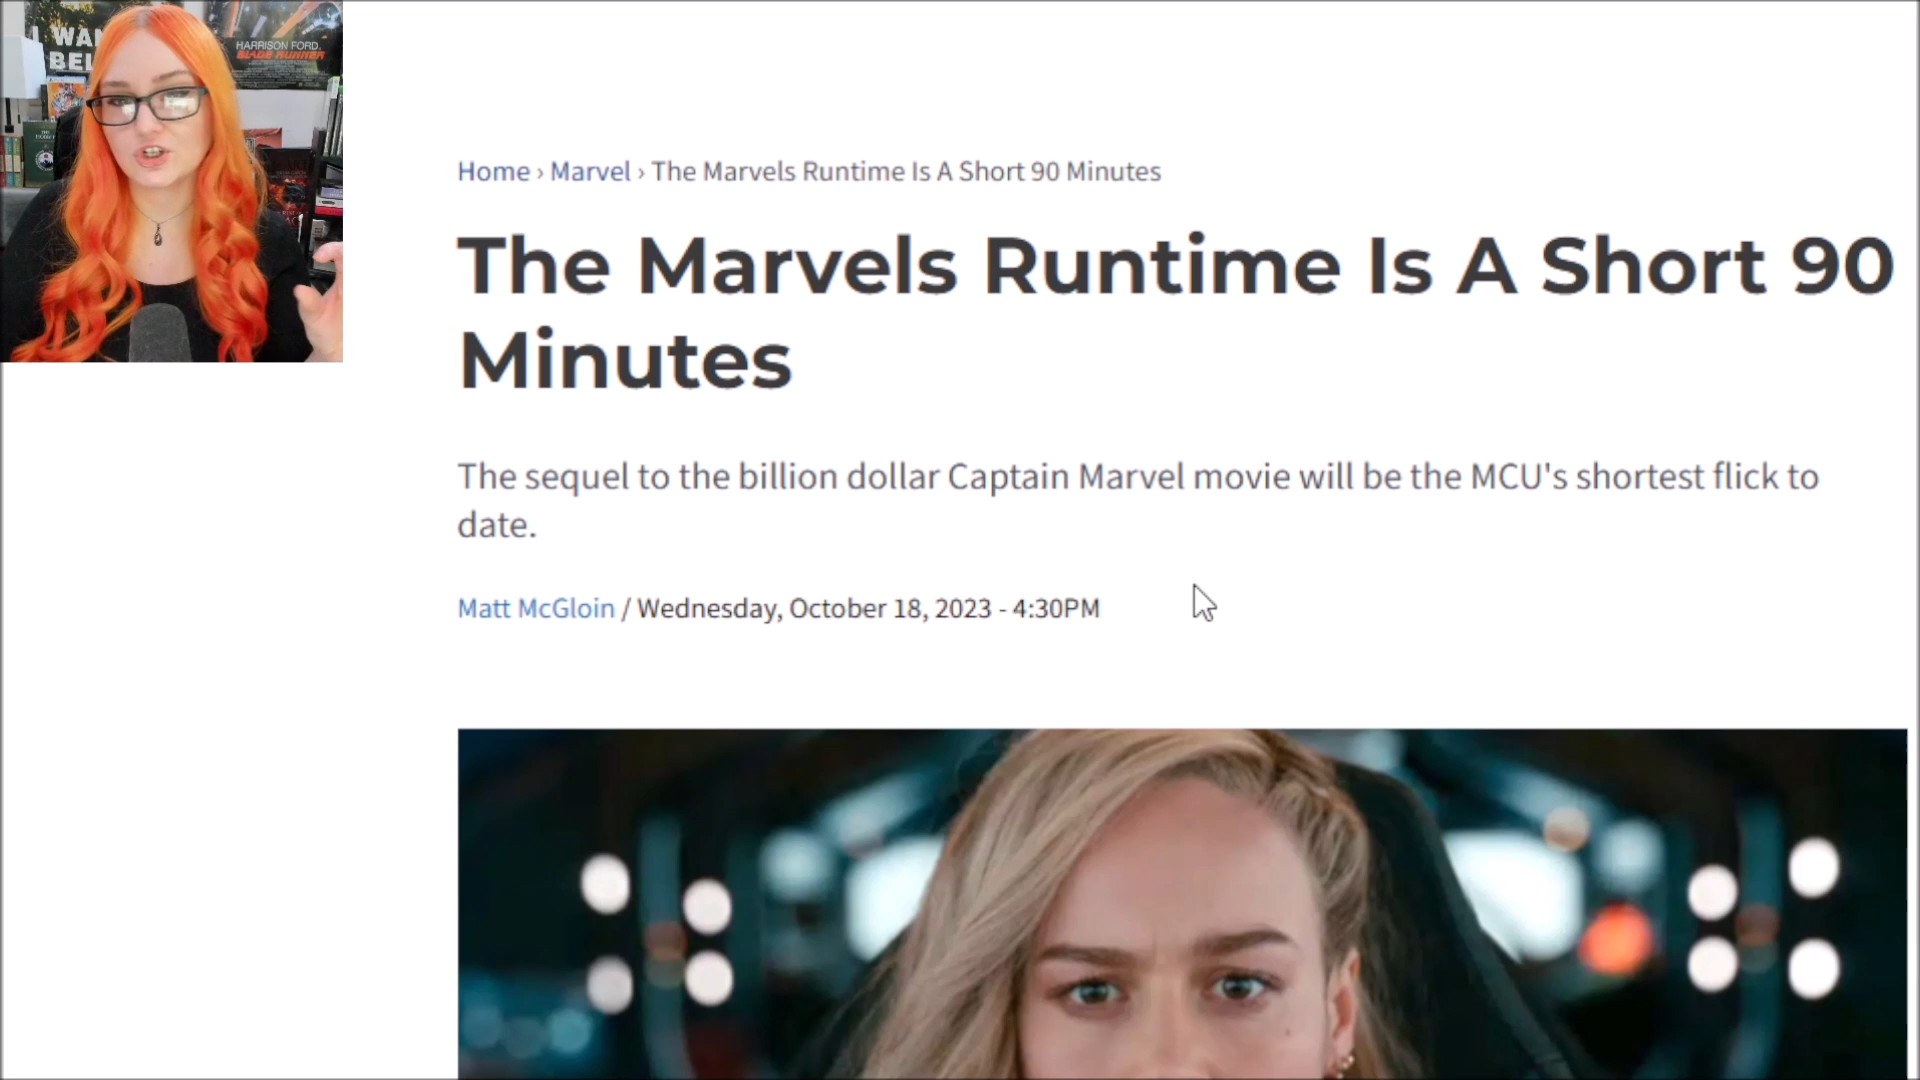 I WA
BEL
HARRISON FORD.
BLADE RUNNER
Home › Marvel › The Marvels Runtime Is A Short 90 Minutes
The Marvels Runtime Is A Short 90
Minutes
The sequel to the billion dollar Captain Marvel movie will be the MCU's shortest flick to
date.
Matt McGloin / Wednesday, October 18, 2023 - 4:30PM